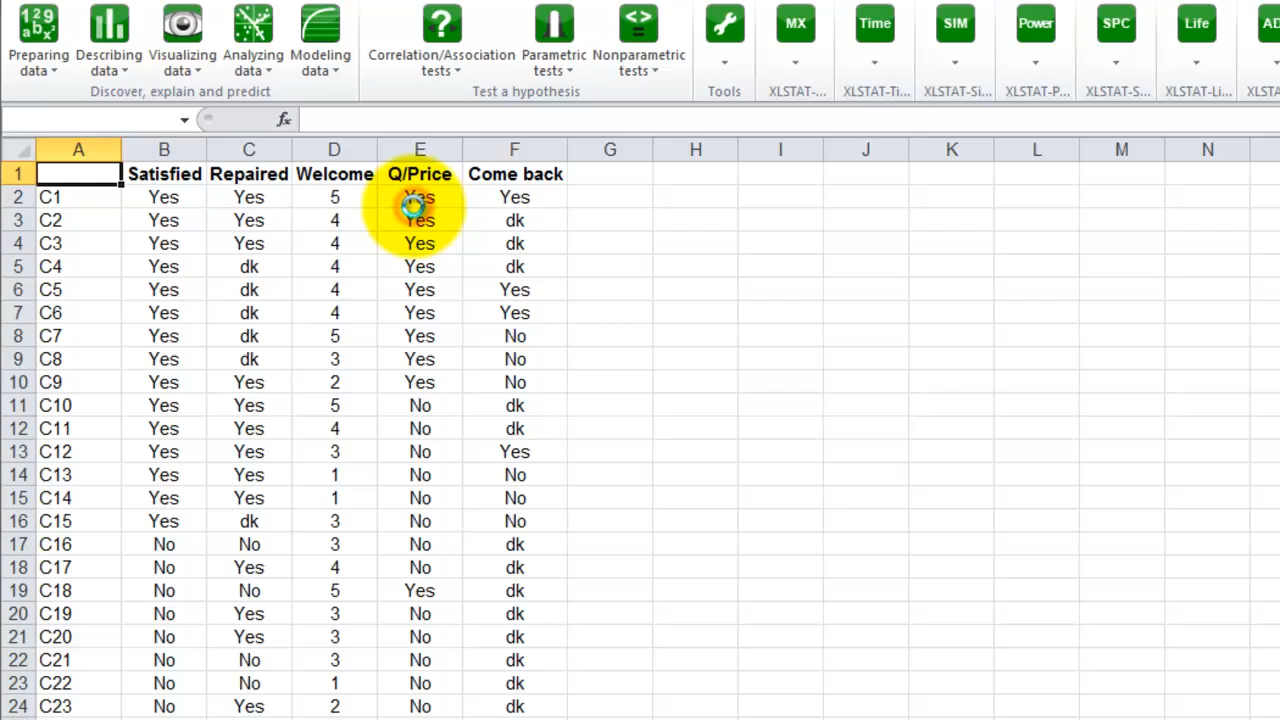 MX Time SIM Power SPC Life AD
Preparing Describing Visualizing Analyzing Modeling Correlation/Association Parametric Nonparametric
data data data data data tests tests tests
Discover, explain and predict Test a hypothesis Tools XLSTAT-... XLSTAT-Ti... XLSTAT-Si... XLSTAT-P... XLSTAT-S... XLSTAT-Li... XLSTA
fx
A B C D E F G H I J K L M N
1 Satisfied Repaired Welcome Q/Price Come back
2 C1 Yes Yes 5 Yes Yes
3 C2 Yes Yes 4 Yes dk
4 C3 Yes Yes 4 Yes dk
5 C4 Yes dk 4 Yes dk
6 C5 Yes dk 4 Yes Yes
7 C6 Yes dk 4 Yes Yes
8 C7 Yes dk 5 Yes No
9 C8 Yes dk 3 Yes No
10 C9 Yes Yes 2 Yes No
11 C10 Yes Yes 5 No dk
12 C11 Yes Yes 4 No dk
13 C12 Yes Yes 3 No Yes
14 C13 Yes Yes 1 No No
15 C14 Yes Yes 1 No No
16 C15 Yes dk 3 No No
17 C16 No No 3 No dk
18 C17 No Yes 4 No dk
19 C18 No No 5 Yes dk
20 C19 No Yes 3 No dk
21 C20 No Yes 3 No dk
22 C21 No No 3 No dk
23 C22 No No 1 No dk
24 C23 No Yes 2 No dk